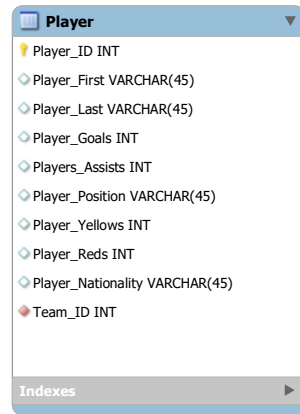 Player
Player_ID INT
Player_First VARCHAR(45)
Player_Last VARCHAR(45)
Player_Goals INT
Players_Assists INT
Player_Position VARCHAR(45)
Player_Yellows INT
Player_Reds INT
Player_Nationality VARCHAR(45)
Team_ID INT
Indexes